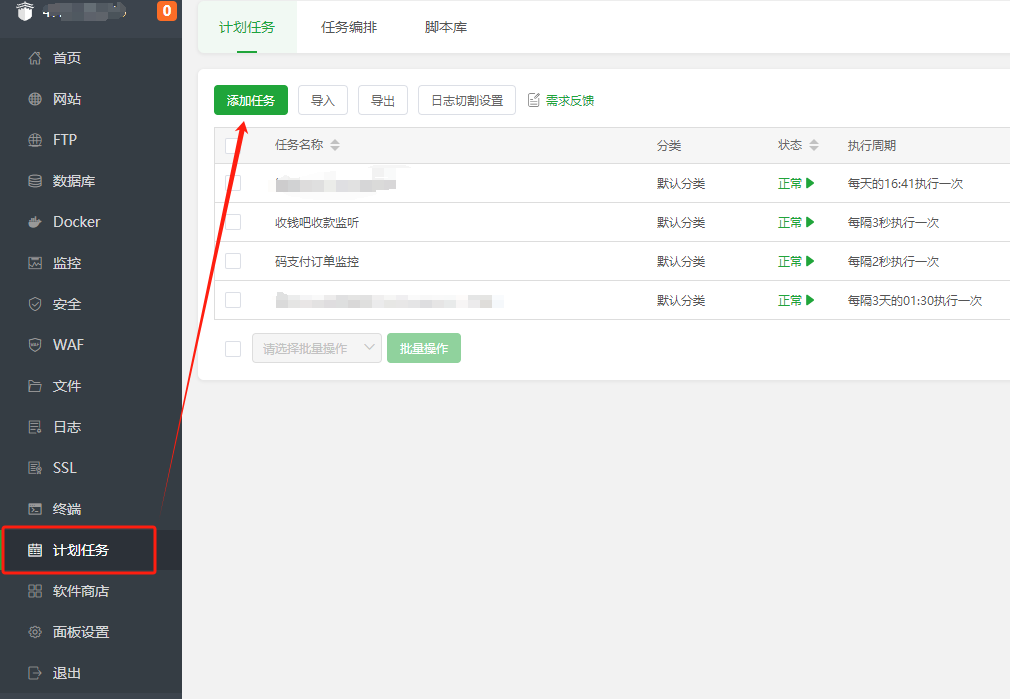 0
首页
网站
FTP
数据库
Docker
监控
安全
WAF
文件
日志
SSL
终端
计划任务
软件商店
面板设置
退出
计划任务 任务编排 脚本库
添加任务 导入 导出 日志切割设置 需求反馈
任务名称 分类 状态 执行周期
默认分类 正常 每天的16:41执行一次
收钱吧收款监听 默认分类 正常 每隔3秒执行一次
码支付订单监控 默认分类 正常 每隔2秒执行一次
默认分类 正常 每隔3天的01:30执行一次
请选择批量操作 批量操作